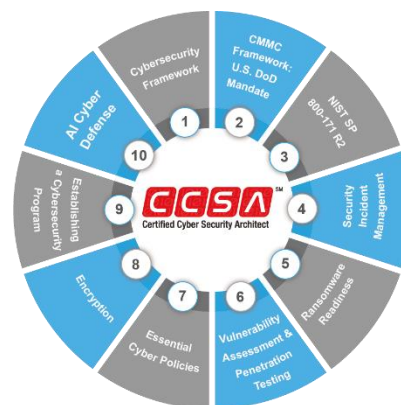 1
Cybersecurity
Framework
2
CMMC
Framework:
U.S. DoD
Mandate
3
NIST SP
800-171 R2
4
Security
Incident
Management
5
Ransomware
Readiness
6
Vulnerability
Assessment &
Penetration
Testing
7
Essential
Cyber Policies
8
Encryption
9
Establishing
a Cybersecurity
Program
10
AI Cyber
Defense
CCSA SM
Certified Cyber Security Architect